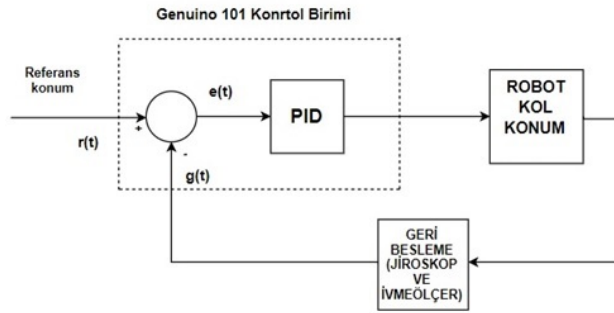 Genuino 101 Konrtol Birimi
Referans
konum
r(t)
+
-
e(t)
g(t)
PID
ROBOT
KOL
KONUM
GERİ
BESLEME
(JİROSKOP
VE
İVMEÖLÇER)